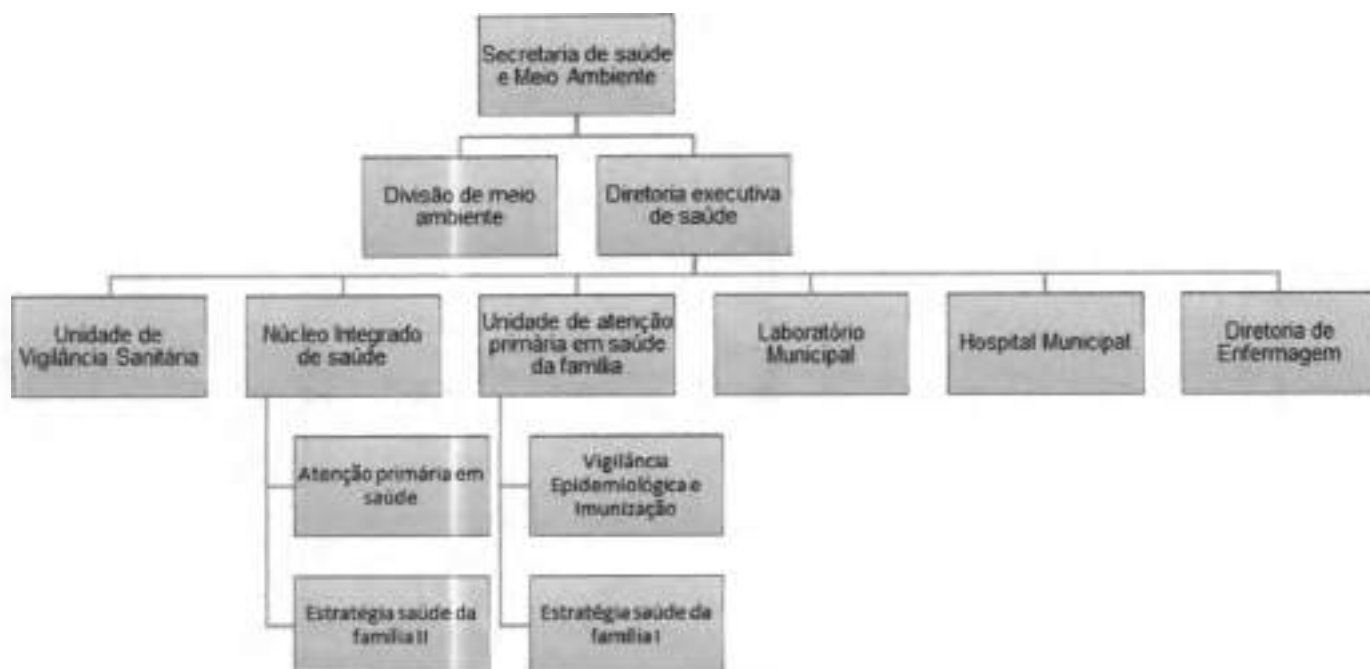 Secretaria de saúde
e Meio Ambiente
Divisão de meio
ambiente
Diretoria executiva
de saúde
Unidade de
Vigilância Sanitária
Núcleo Integrado
de saúde
Unidade de atenção
primária em saúde
da família
Laboratório
Municipal
Hospital Municipal
Diretoria de
Enfermagem
Atenção primária em
saúde
Vigilância
Epidemiológica e
Imunização
Estratégia saúde da
família II
Estratégia saúde da
família I